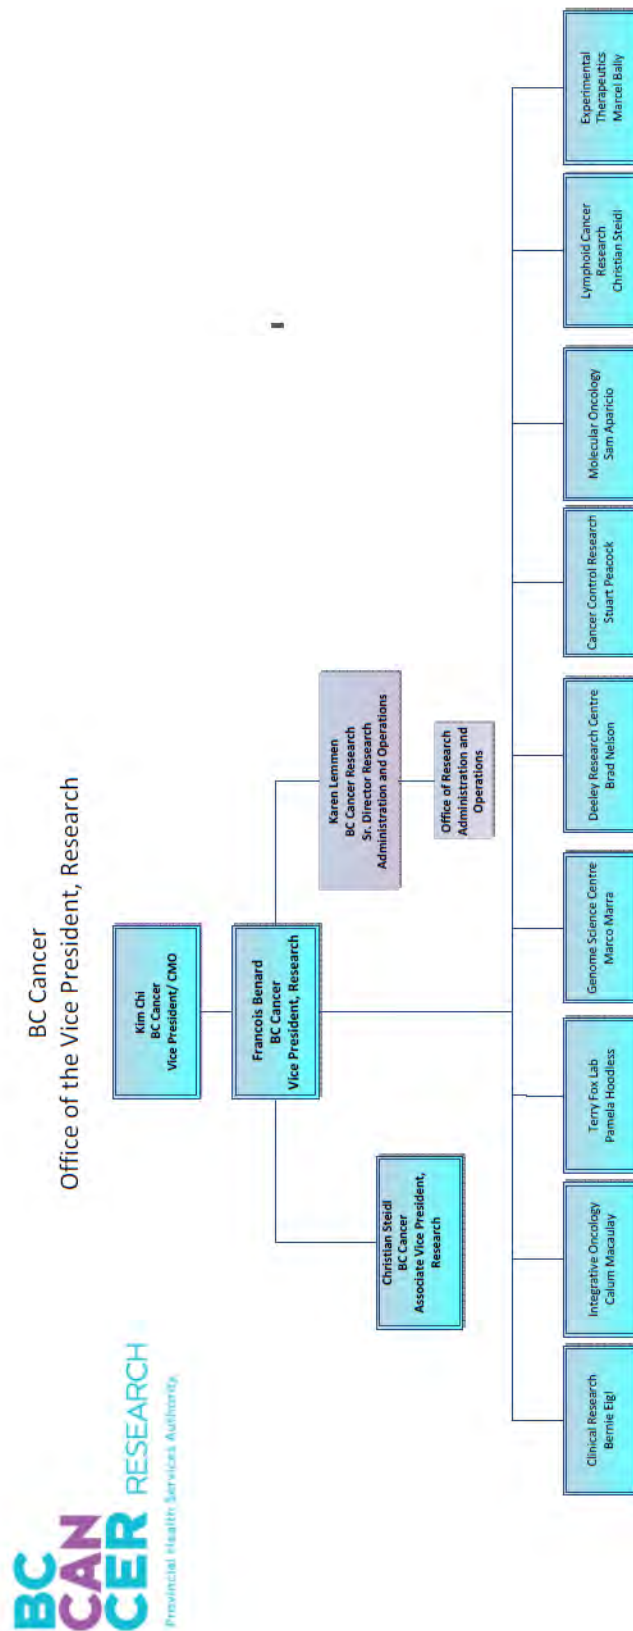 BC
CAN
CER RESEARCH
Provincial Health Services Authority
BC Cancer
Office of the Vice President, Research
Kim Chi
BC Cancer
Vice President/ CMO
Francois Benard
BC Cancer
Vice President, Research
Christian Steidl
BC Cancer
Associate Vice President,
Research
Karen Lemmen
BC Cancer Research
Sr. Director Research
Administration and Operations
Office of Research
Administration and
Operations
Clinical Research
Bernie Eigl
Integrative Oncology
Calum Macaulay
Terry Fox Lab
Pamela Hoodless
Genome Science Centre
Marco Marra
Deeley Research Centre
Brad Nelson
Cancer Control Research
Stuart Peacock
Molecular Oncology
Sam Aparicio
Lymphoid Cancer
Research
Christian Steidl
Experimental
Therapeutics
Marcel Bally